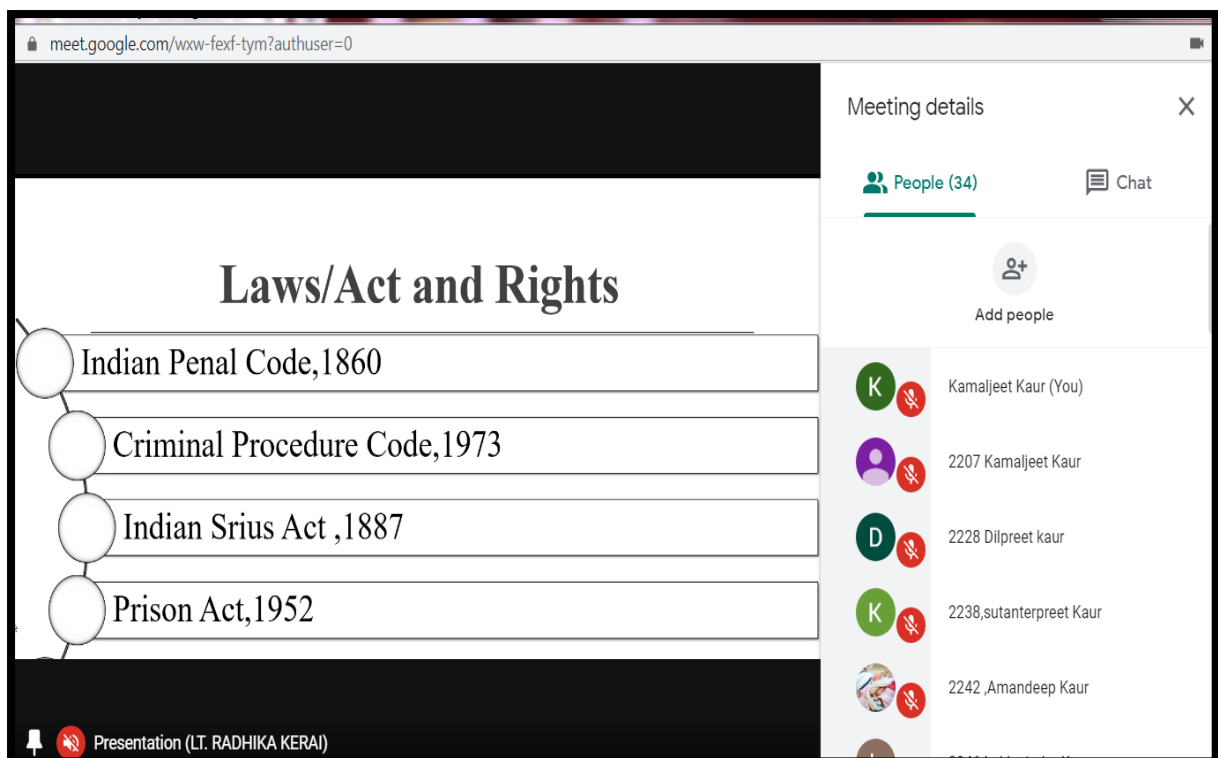 meet.google.com/wxw-fexf-tym?authuser=0
Laws/Act and Rights
Indian Penal Code,1860
Criminal Procedure Code,1973
Indian Srius Act ,1887
Prison Act,1952
Presentation (LT. RADHIKA KERAI)
Meeting details
People (34)
Chat
Add people
K
Kamaljeet Kaur (You)
2207 Kamaljeet Kaur
D
2228 Dilpreet kaur
K
2238,sutanterpreet Kaur
2242 ,Amandeep Kaur